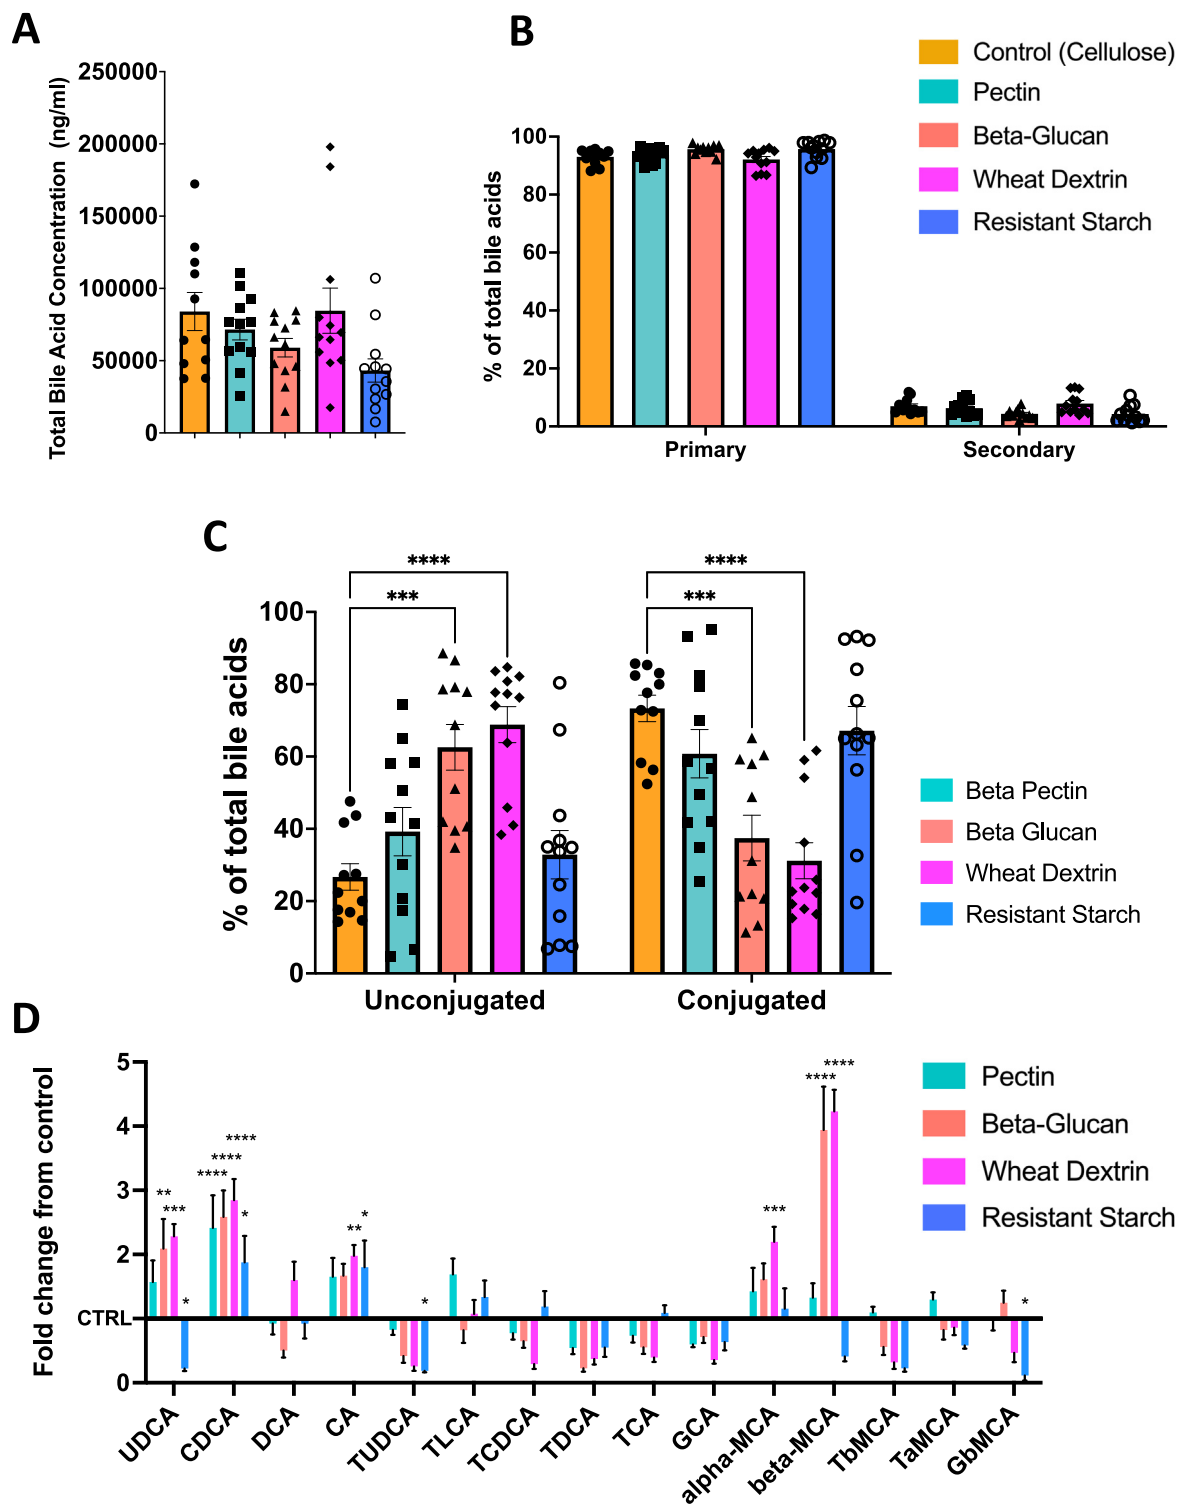 A
Total Bile Acid Concentration (ng/ml)
250000
200000
150000
100000
50000
0
B
% of total bile acids
100
80
60
40
20
0
Primary
Secondary
Control (Cellulose)
Pectin
Beta-Glucan
Wheat Dextrin
Resistant Starch
C
% of total bile acids
100
80
60
40
20
0
****
***
****
***
Unconjugated
Conjugated
Beta Pectin
Beta Glucan
Wheat Dextrin
Resistant Starch
D
Fold change from control
5
4
3
2
CTRL
0
**
***
*
****
****
****
*
**
*
*
***
****
****
*
UDCA
CDCA
DCA
CA
TUDCA
TLCA
TCDCA
TDCA
TCA
GCA
alpha-MCA
beta-MCA
TbMCA
TaMCA
GbMCA
Pectin
Beta-Glucan
Wheat Dextrin
Resistant Starch